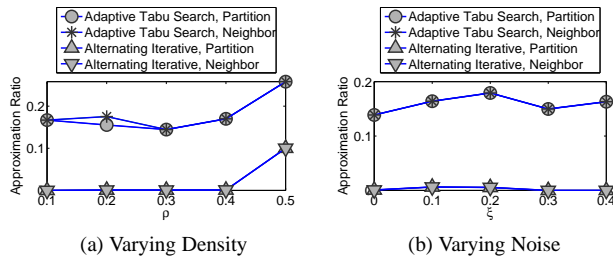 Adaptive Tabu Search, Partition
Adaptive Tabu Search, Neighbor
Alternating Iterative, Partition
Alternating Iterative, Neighbor
Approximation Ratio
0.2
0.1
0.1
0.2
0.3
0.4
0.5
ρ
(a) Varying Density
Adaptive Tabu Search, Partition
Adaptive Tabu Search, Neighbor
Alternating Iterative, Partition
Alternating Iterative, Neighbor
Approximation Ratio
0.2
0.1
0
0.1
0.2
0.3
0.4
ξ
(b) Varying Noise